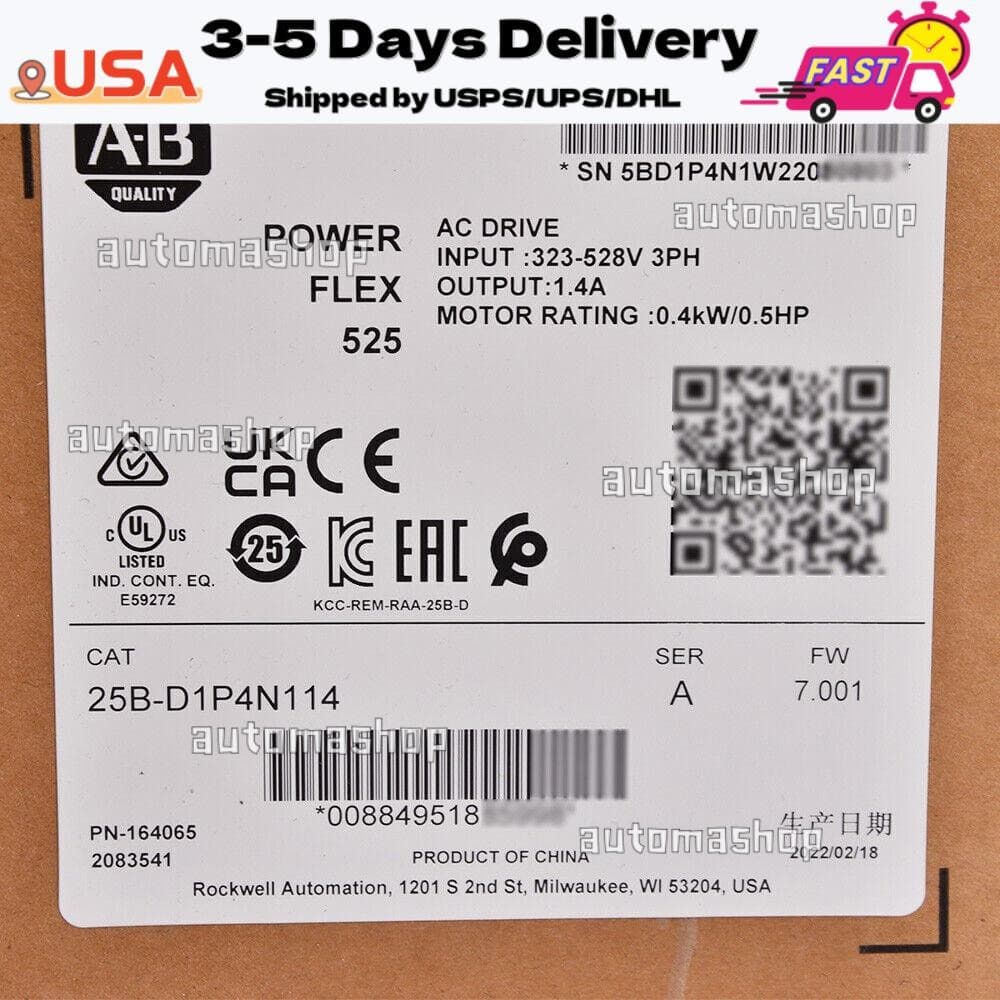 3-5 Days Delivery
USA
FAST
Shipped by USPS/UPS/DHL
A-B
QUALITY
* SN 5BD1P4N1W220
automashop
automashop
POWER
FLEX
525
AC DRIVE
INPUT :323-528V 3PH
OUTPUT:1.4A
MOTOR RATING :0.4kW/0.5HP
automashop
automashop
UK
CA
CE
C UL US
LISTED
IND. CONT. EQ.
E59272
25
KC
EAC
KCC-REM-RAA-25B-D
CAT
SER
FW
25B-D1P4N114
A
7.001
automashop
*008849518
automashop
生产日期
2022/02/18
PN-164065
2083541
PRODUCT OF CHINA
Rockwell Automation, 1201 S 2nd St, Milwaukee, WI 53204, USA